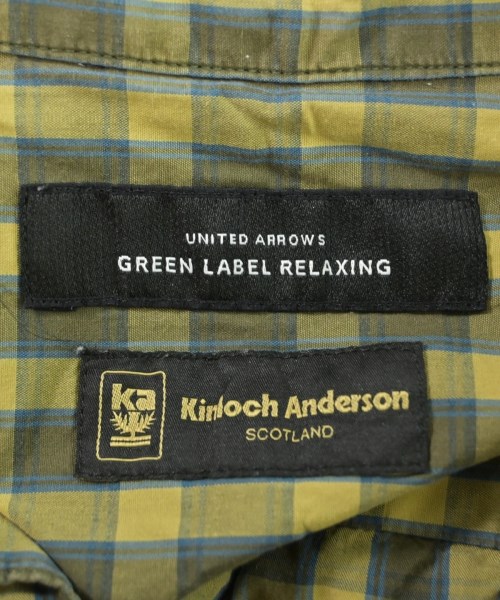 UNITED ARROWS
GREEN LABEL RELAXING
ka
Kinloch Anderson
SCOTLAND